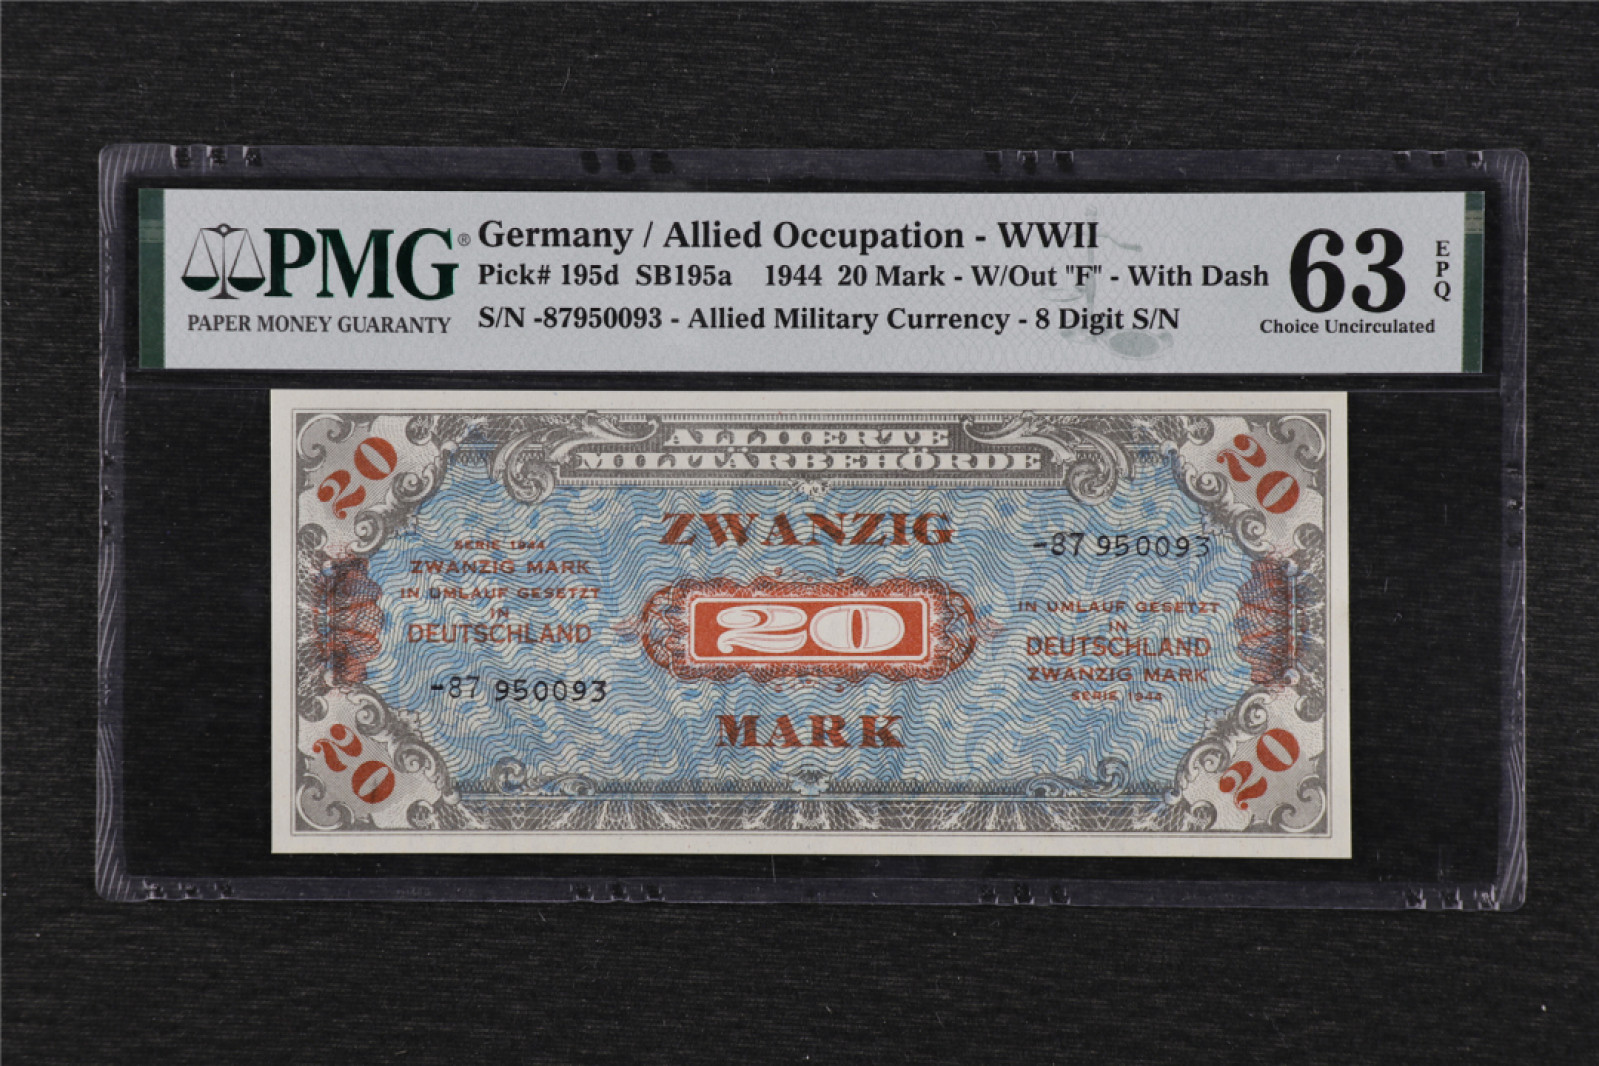 PMG®
PAPER MONEY GUARANTY
Germany / Allied Occupation - WWII
Pick# 195d SB195a 1944 20 Mark - W/Out "F" - With Dash
S/N -87950093 - Allied Military Currency - 8 Digit S/N
63
EPQ
Choice Uncirculated
20
20
ALLIIERTE
MILITÄRBEHÖRDE
ZWANZIG
SERIE 1944
ZWANZIG MARK
IN UMLAUF GESETZT
IN
DEUTSCHLAND
-87 950093
20
-87 950093
IN UMLAUF GESETZT
IN
DEUTSCHLAND
ZWANZIG MARK
SERIE 1944
MARK
20
20